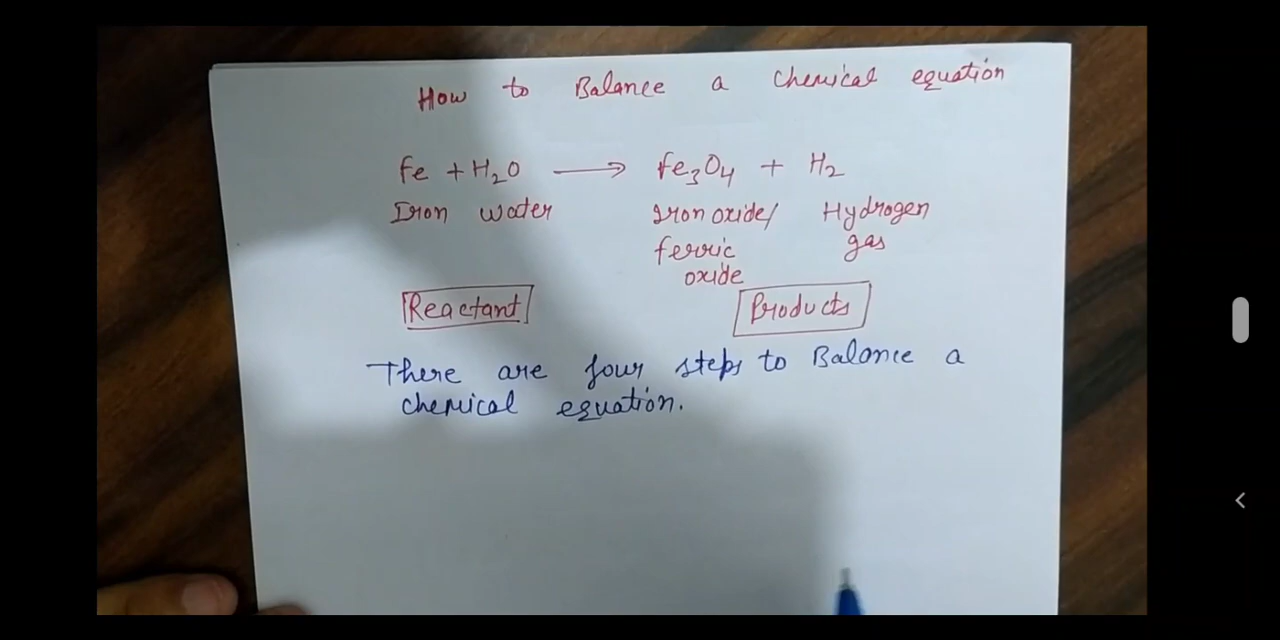 How to Balance a chemical equation
Fe + H₂O ⟶ Fe₃O₄ + H₂
Iron water Iron oxide/ Hydrogen
ferric gas
oxide
Reactant Products
There are four steps to Balance a
chemical equation.